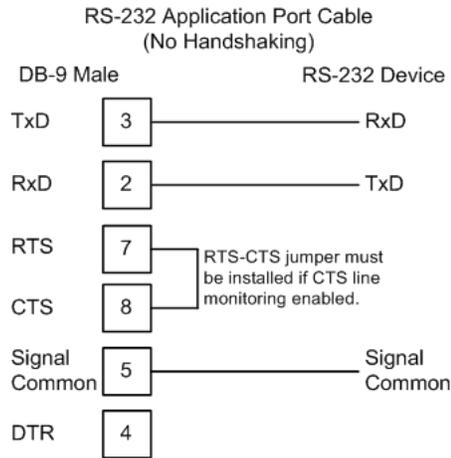 RS-232 Application Port Cable
(No Handshaking)
DB-9 Male RS-232 Device
TxD 3 RxD
RxD 2 TxD
RTS 7
RTS-CTS jumper must
be installed if CTS line
monitoring enabled.
CTS 8
Signal
Common 5 Signal
Common
DTR 4